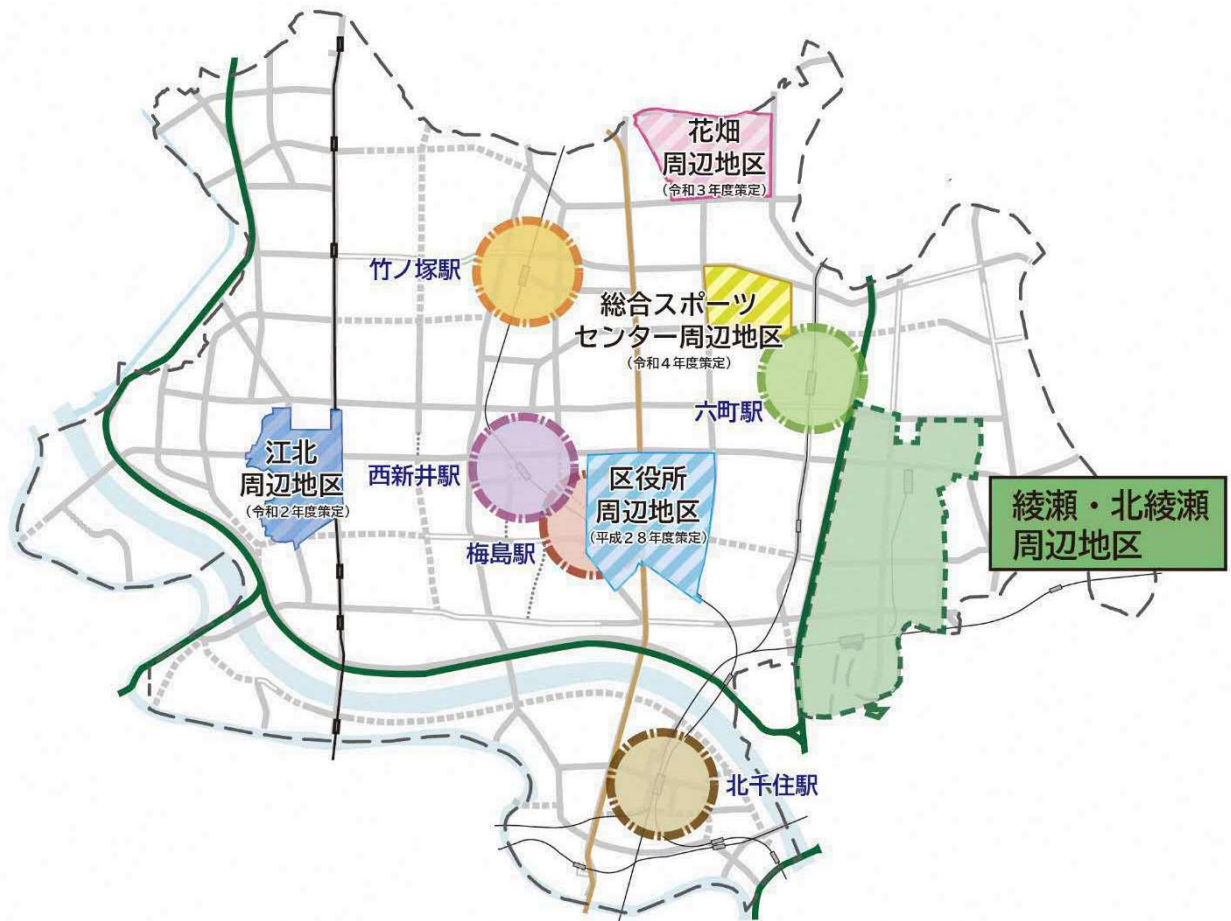 花畑
周辺地区
（令和３年度策定）
竹ノ塚駅
総合スポーツ
センター周辺地区
（令和４年度策定）
六町駅
江北
周辺地区
（令和２年度策定）
西新井駅
区役所
周辺地区
（平成２８年度策定）
梅島駅
綾瀬・北綾瀬
周辺地区
北千住駅